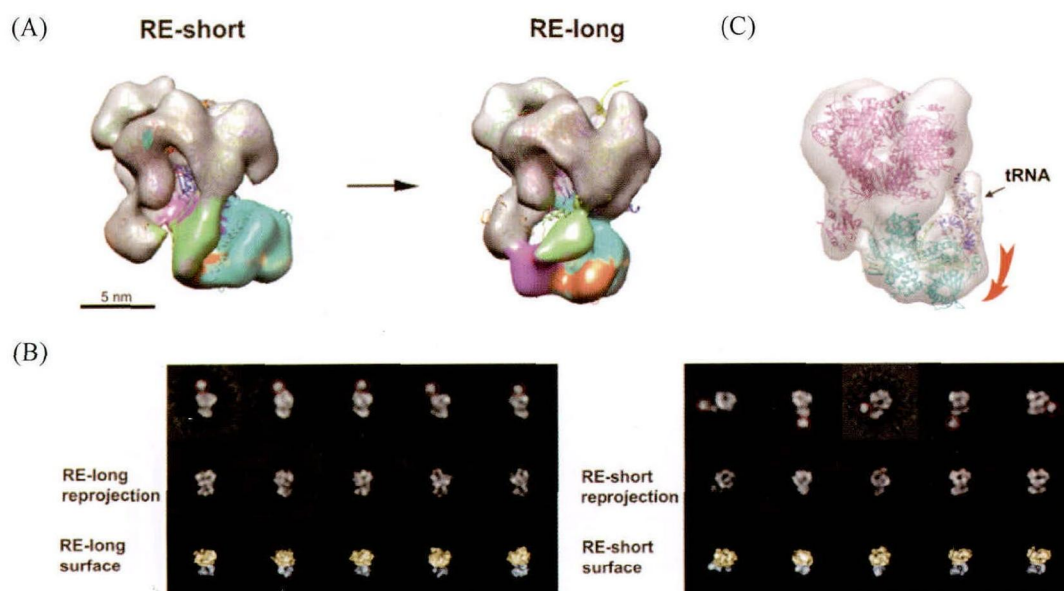 (A)
RE-short
RE-long
(C)
tRNA
5 nm
(B)
RE-long
reprojection
RE-long
surface
RE-short
reprojection
RE-short
surface